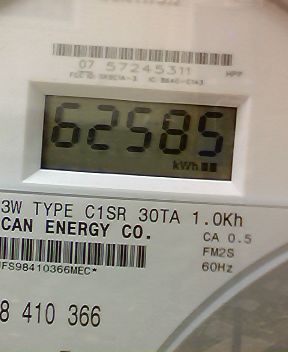 07 57245311
62585
kWh
3W TYPE C1SR 30TA 1.0Kh
CAN ENERGY CO.
CA 0.5
FM2S
60Hz
JFS98410366MEC*
8 410 366